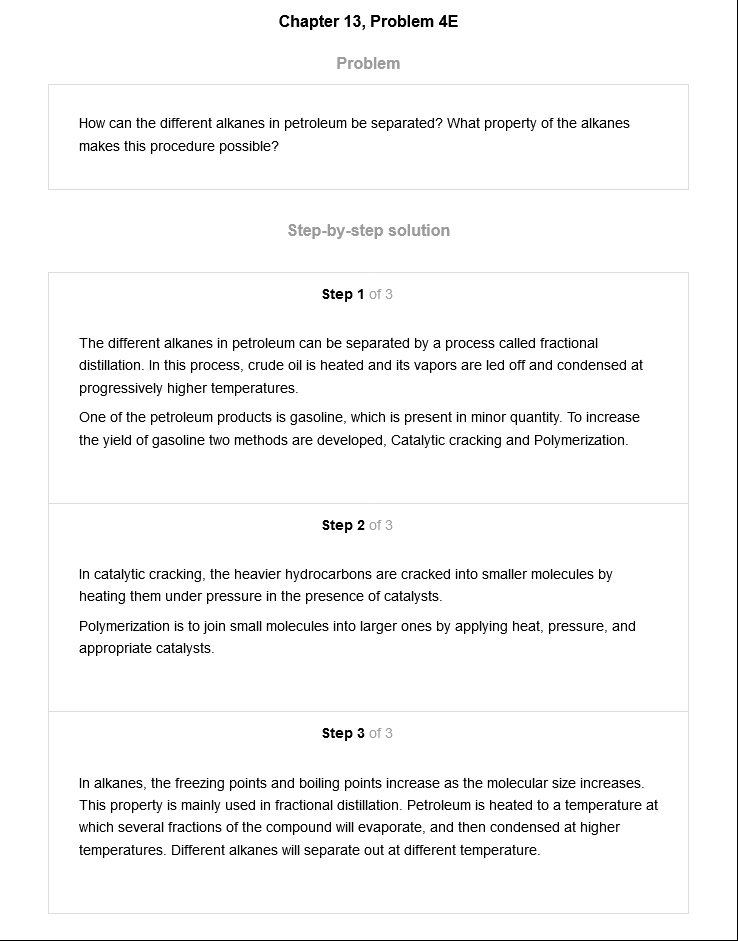 Chapter 13, Problem 4E
Problem
How can the different alkanes in petroleum be separated? What property of the alkanes
makes this procedure possible?
Step-by-step solution
Step 1 of 3
The different alkanes in petroleum can be separated by a process called fractional
distillation. In this process, crude oil is heated and its vapors are led off and condensed at
progressively higher temperatures.
One of the petroleum products is gasoline, which is present in minor quantity. To increase
the yield of gasoline two methods are developed, Catalytic cracking and Polymerization.
Step 2 of 3
In catalytic cracking, the heavier hydrocarbons are cracked into smaller molecules by
heating them under pressure in the presence of catalysts.
Polymerization is to join small molecules into larger ones by applying heat, pressure, and
appropriate catalysts.
Step 3 of 3
In alkanes, the freezing points and boiling points increase as the molecular size increases.
This property is mainly used in fractional distillation. Petroleum is heated to a temperature at
which several fractions of the compound will evaporate, and then condensed at higher
temperatures. Different alkanes will separate out at different temperature.